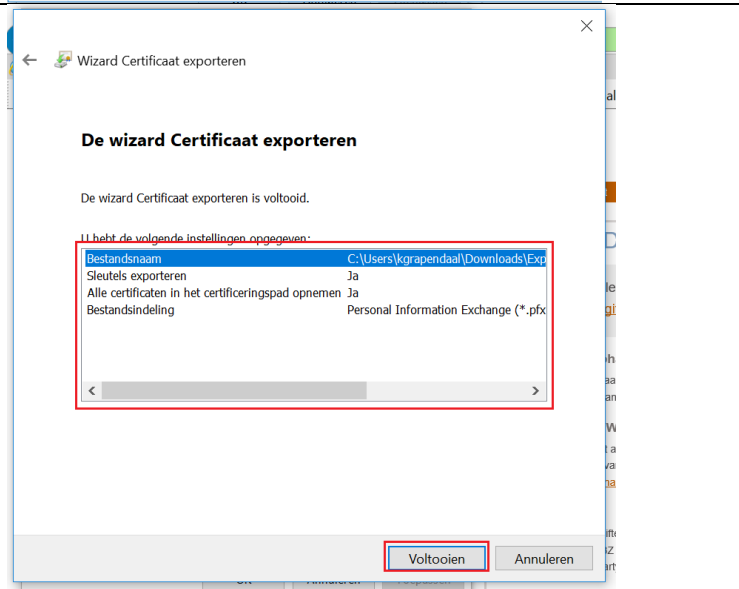 Wizard Certificaat exporteren
De wizard Certificaat exporteren
De wizard Certificaat exporteren is voltooid.
U hebt de volgende instellingen opgegeven:
Bestandsnaam C:\Users\kgrapendaal\Downloads\Exp
Sleutels exporteren Ja
Alle certificaten in het certificeringspad opnemen Ja
Bestandsindeling Personal Information Exchange (*.pfx
Voltooien Annuleren